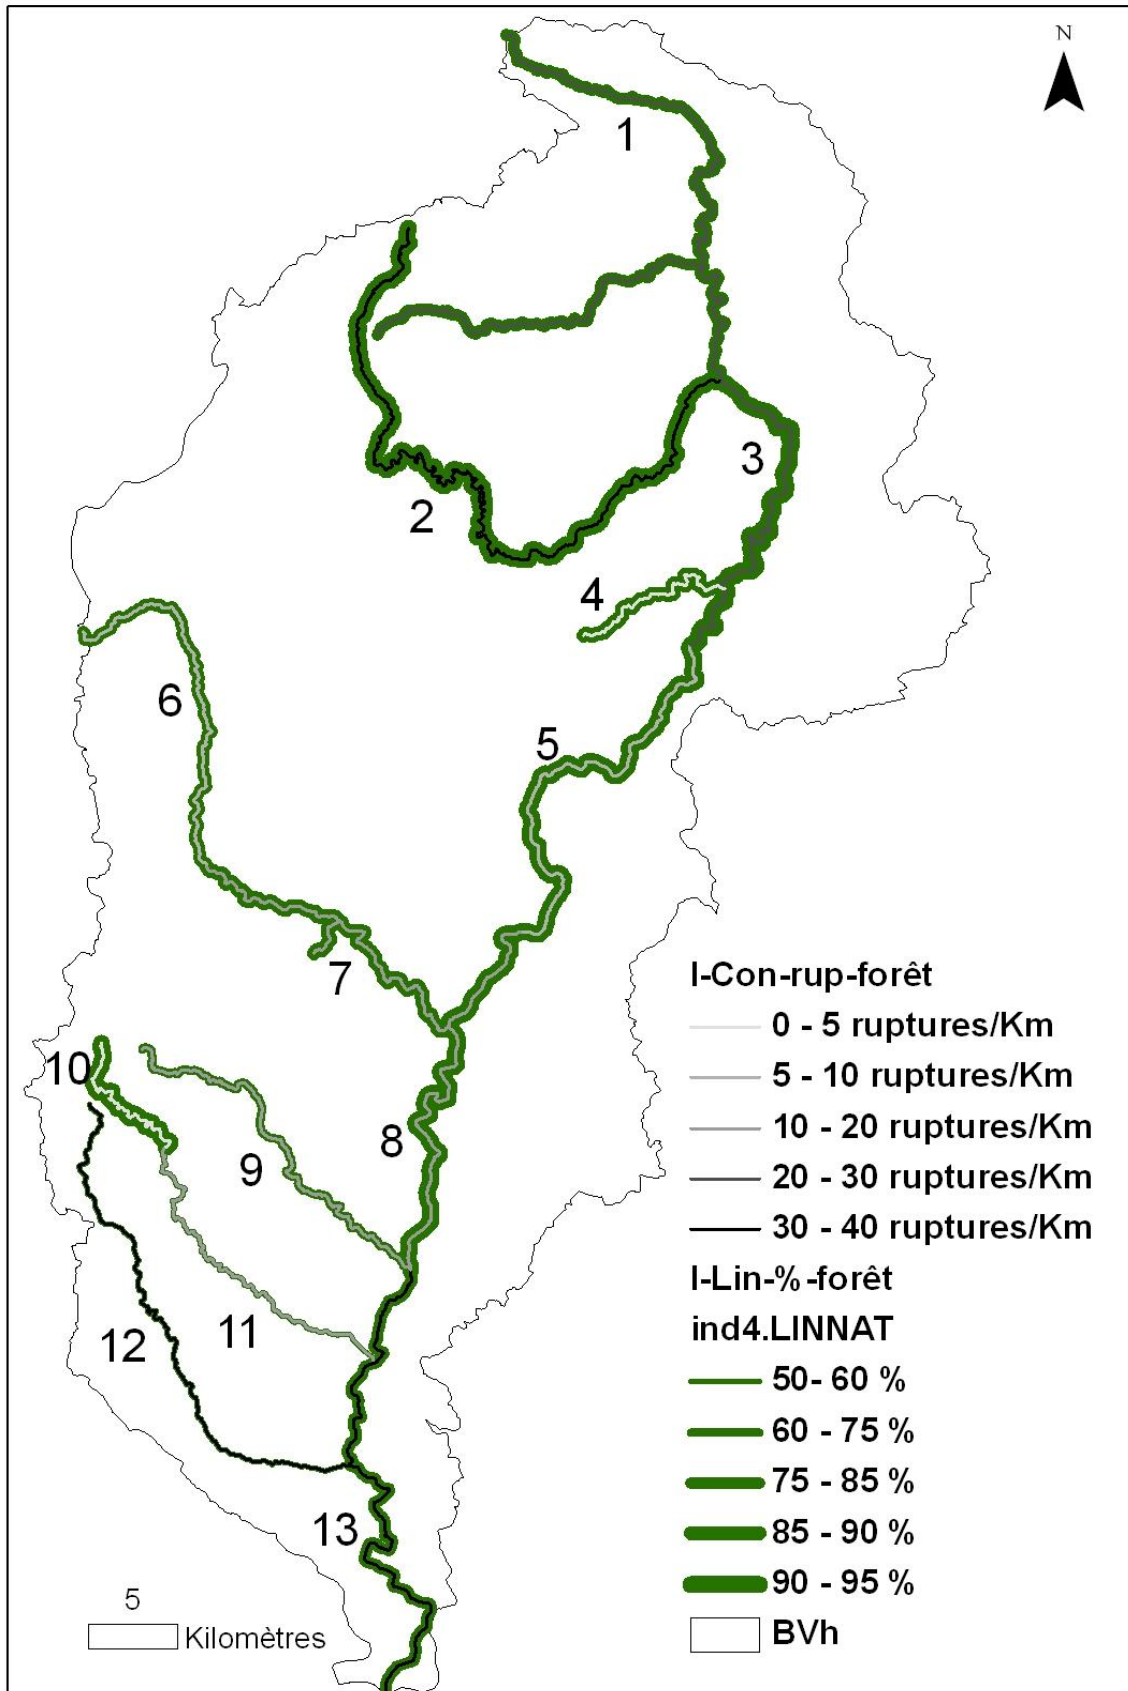 N
1
2
3
4
5
6
7
8
9
10
11
12
13
I-Con-rup-forêt
0 - 5 ruptures/Km
5 - 10 ruptures/Km
10 - 20 ruptures/Km
20 - 30 ruptures/Km
30 - 40 ruptures/Km
I-Lin-%-forêt
ind4.LINNAT
50- 60 %
60 - 75 %
75 - 85 %
85 - 90 %
90 - 95 %
BVh
5
Kilomètres